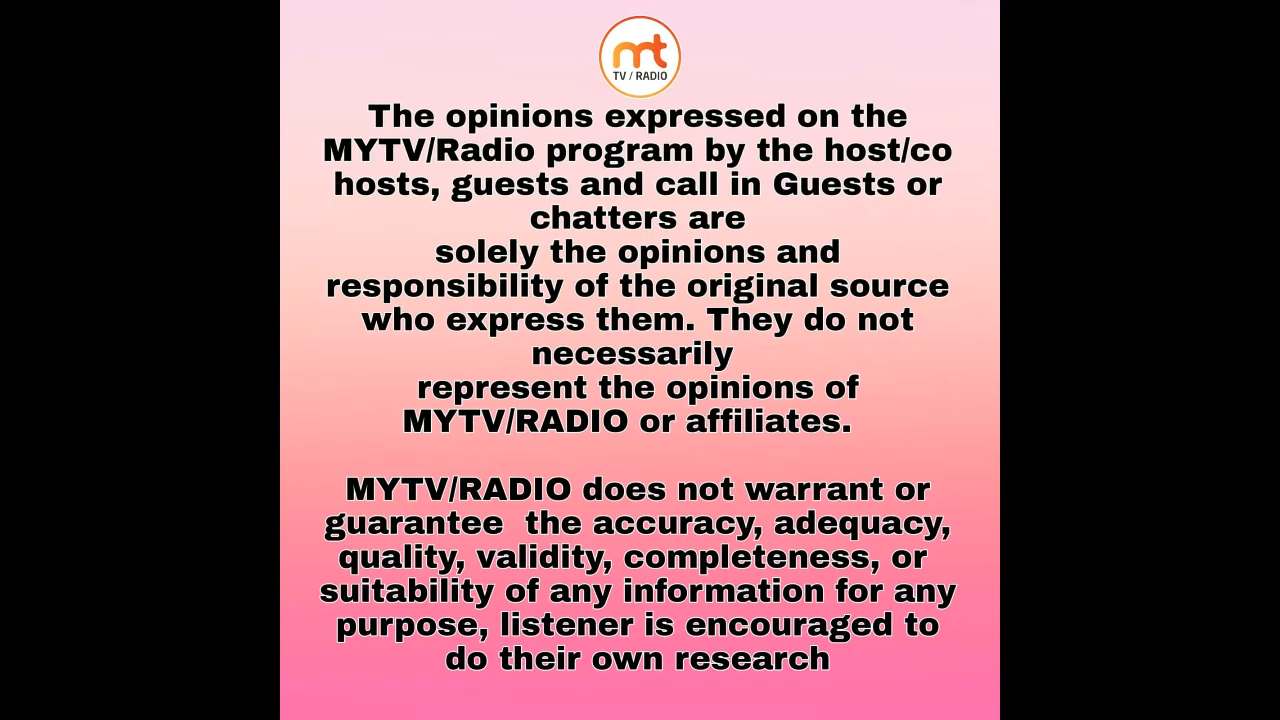 mt
TV / RADIO
The opinions expressed on the
MYTV/Radio program by the host/co
hosts, guests and call in Guests or
chatters are
solely the opinions and
responsibility of the original source
who express them. They do not
necessarily
represent the opinions of
MYTV/RADIO or affiliates.
MYTV/RADIO does not warrant or
guarantee  the accuracy, adequacy,
quality, validity, completeness, or
suitability of any information for any
purpose, listener is encouraged to
do their own research